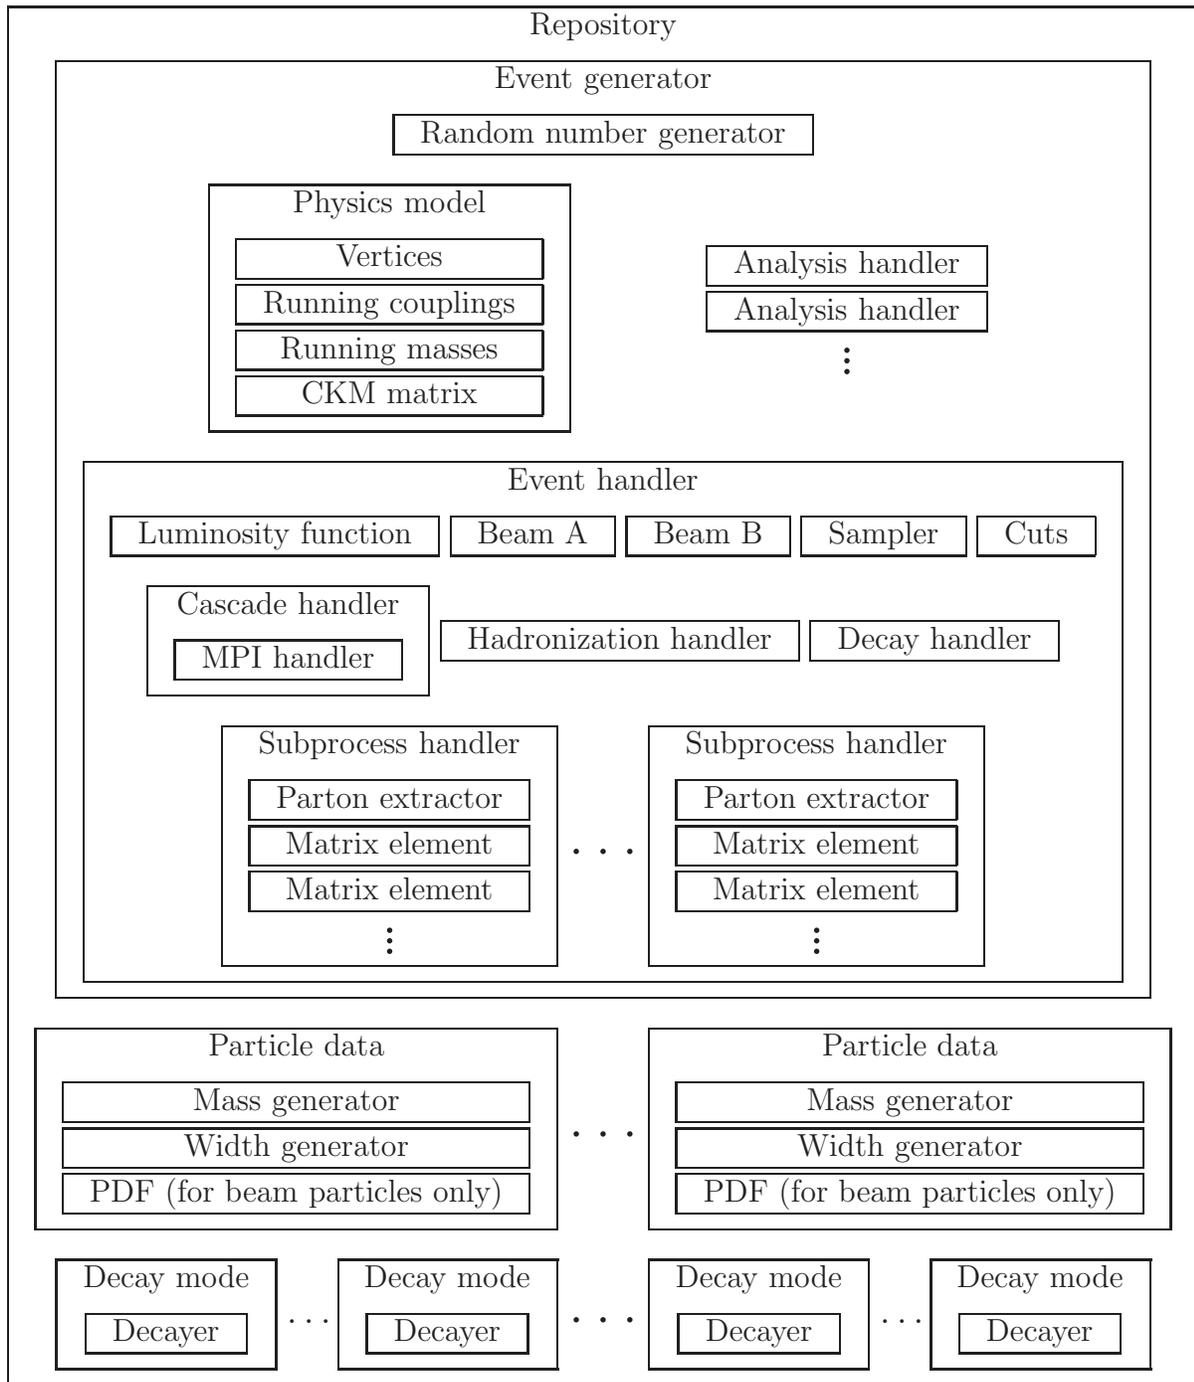 Repository
Event generator
Random number generator
Physics model
Vertices
Running couplings
Running masses
CKM matrix
Analysis handler
Analysis handler
⋮
Event handler
Luminosity function
Beam A
Beam B
Sampler
Cuts
Cascade handler
MPI handler
Hadronization handler
Decay handler
Subprocess handler
Parton extractor
Matrix element
Matrix element
⋮
. . .
Subprocess handler
Parton extractor
Matrix element
Matrix element
⋮
Particle data
Mass generator
Width generator
PDF (for beam particles only)
. . .
Particle data
Mass generator
Width generator
PDF (for beam particles only)
Decay mode
Decayer
. . .
Decay mode
Decayer
. . .
Decay mode
Decayer
. . .
Decay mode
Decayer